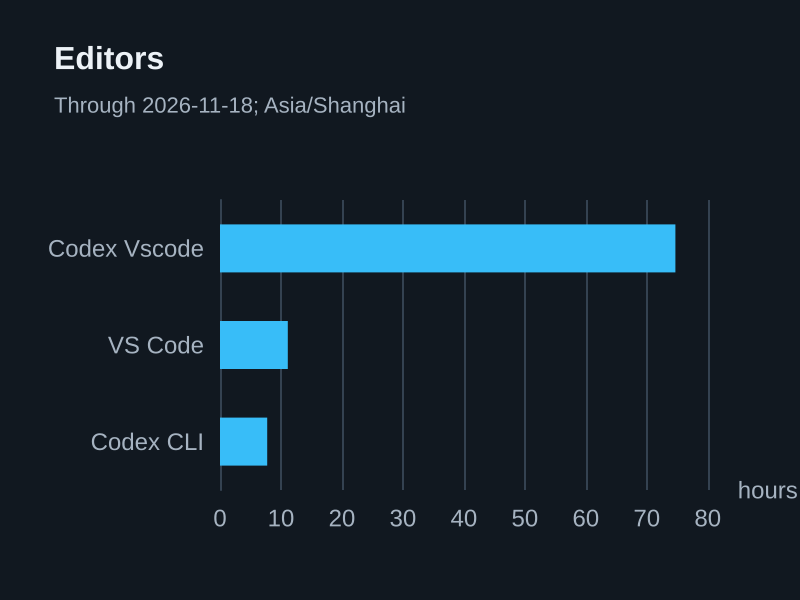 Editors
Through 2026-11-18; Asia/Shanghai
Codex Vscode
VS Code
Codex CLI
hours
0 10 20 30 40 50 60 70 80